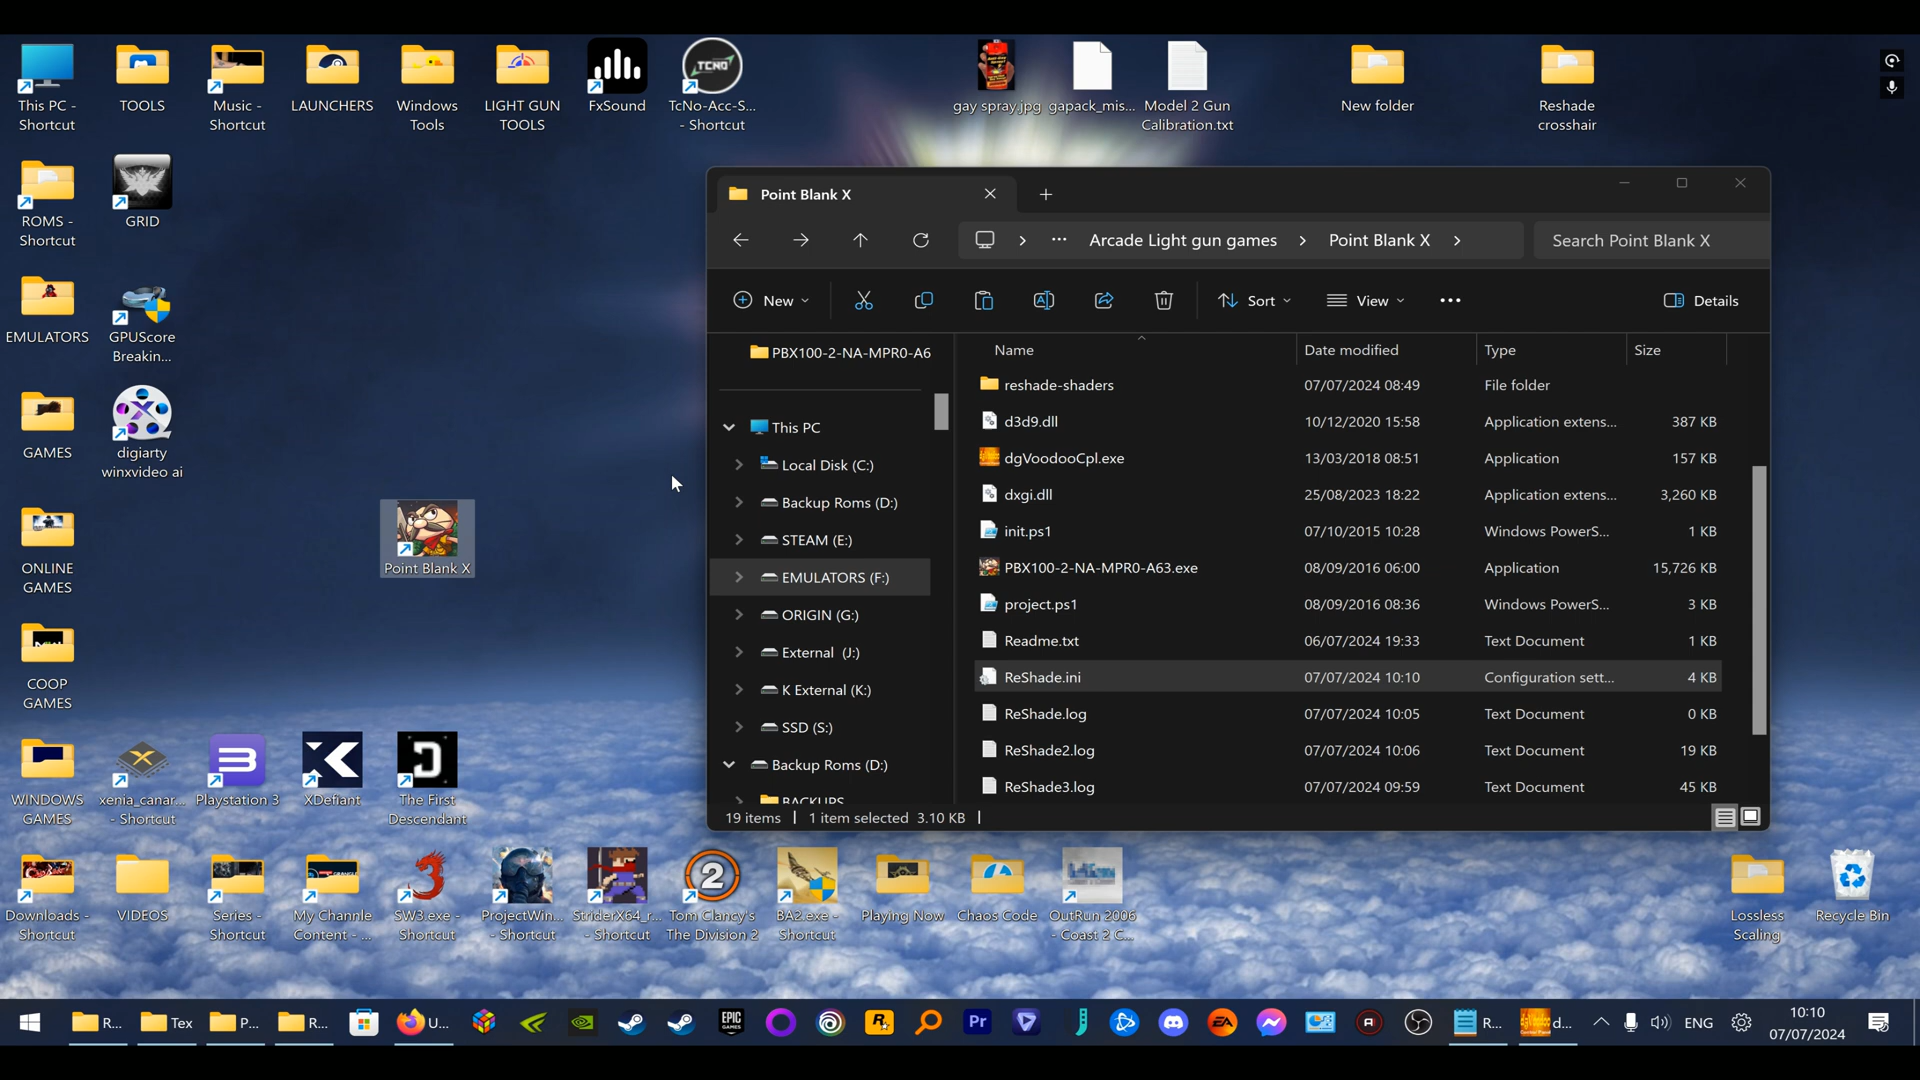 This PC -
Shortcut
TOOLS
Music -
Shortcut
LAUNCHERS
Windows
Tools
LIGHT GUN
TOOLS
FxSound
TCNO
TcNo-Acc-S...
- Shortcut
gay spray.jpg
gapack_mis...
Model 2 Gun
Calibration.txt
New folder
Reshade
crosshair
ROMS -
Shortcut
GRID
EMULATORS
GPUScore
Breakin...
GAMES
digiarty
winxvideo ai
ONLINE
GAMES
Point Blank X
COOP
GAMES
WINDOWS
GAMES
xenia_canar...
- Shortcut
Playstation 3
XDefiant
The First
Descendant
Downloads -
Shortcut
VIDEOS
Series -
Shortcut
My Channle
Content - ...
SW3.exe -
Shortcut
ProjectWin...
- Shortcut
StriderX64_r...
- Shortcut
2
Tom Clancy's
The Division 2
BA2.exe -
Shortcut
Playing Now
Chaos Code
OutRun 2006
- Coast 2 C...
Lossless
Scaling
Recycle Bin
Point Blank X
Arcade Light gun games
Point Blank X
Search Point Blank X
New
Sort
View
Details
PBX100-2-NA-MPR0-A6
This PC
Local Disk (C:)
Backup Roms (D:)
STEAM (E:)
EMULATORS (F:)
ORIGIN (G:)
External (J:)
K External (K:)
SSD (S:)
Backup Roms (D:)
BACKUPS
Name Date modified Type Size
reshade-shaders 07/07/2024 08:49 File folder
d3d9.dll 10/12/2020 15:58 Application extens... 387 KB
dgVoodooCpl.exe 13/03/2018 08:51 Application 157 KB
dxgi.dll 25/08/2023 18:22 Application extens... 3,260 KB
init.ps1 07/10/2015 10:28 Windows PowerS... 1 KB
PBX100-2-NA-MPR0-A63.exe 08/09/2016 06:00 Application 15,726 KB
project.ps1 08/09/2016 08:36 Windows PowerS... 3 KB
Readme.txt 06/07/2024 19:33 Text Document 1 KB
ReShade.ini 07/07/2024 10:10 Configuration sett... 4 KB
ReShade.log 07/07/2024 10:05 Text Document 0 KB
ReShade2.log 07/07/2024 10:06 Text Document 19 KB
ReShade3.log 07/07/2024 09:59 Text Document 45 KB
19 items 1 item selected 3.10 KB
R... Tex P... R... U... EPIC GAMES R Pr EA R... d... ENG
10:10
07/07/2024